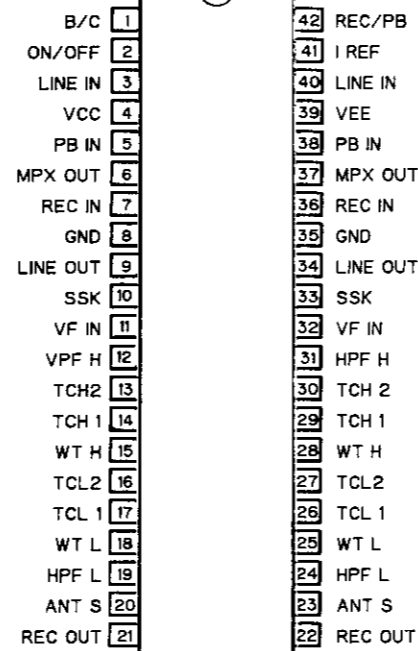 B/C 1 42 REC/PB
ON/OFF 2 41 I REF
LINE IN 3 40 LINE IN
VCC 4 39 VEE
PB IN 5 38 PB IN
MPX OUT 6 37 MPX OUT
REC IN 7 36 REC IN
GND 8 35 GND
LINE OUT 9 34 LINE OUT
SSK 10 33 SSK
VF IN 11 32 VF IN
VPF H 12 31 HPF H
TCH2 13 30 TCH 2
TCH 1 14 29 TCH 1
WT H 15 28 WT H
TCL2 16 27 TCL2
TCL 1 17 26 TCL 1
WT L 18 25 WT L
HPF L 19 24 HPF L
ANT S 20 23 ANT S
REC OUT 21 22 REC OUT